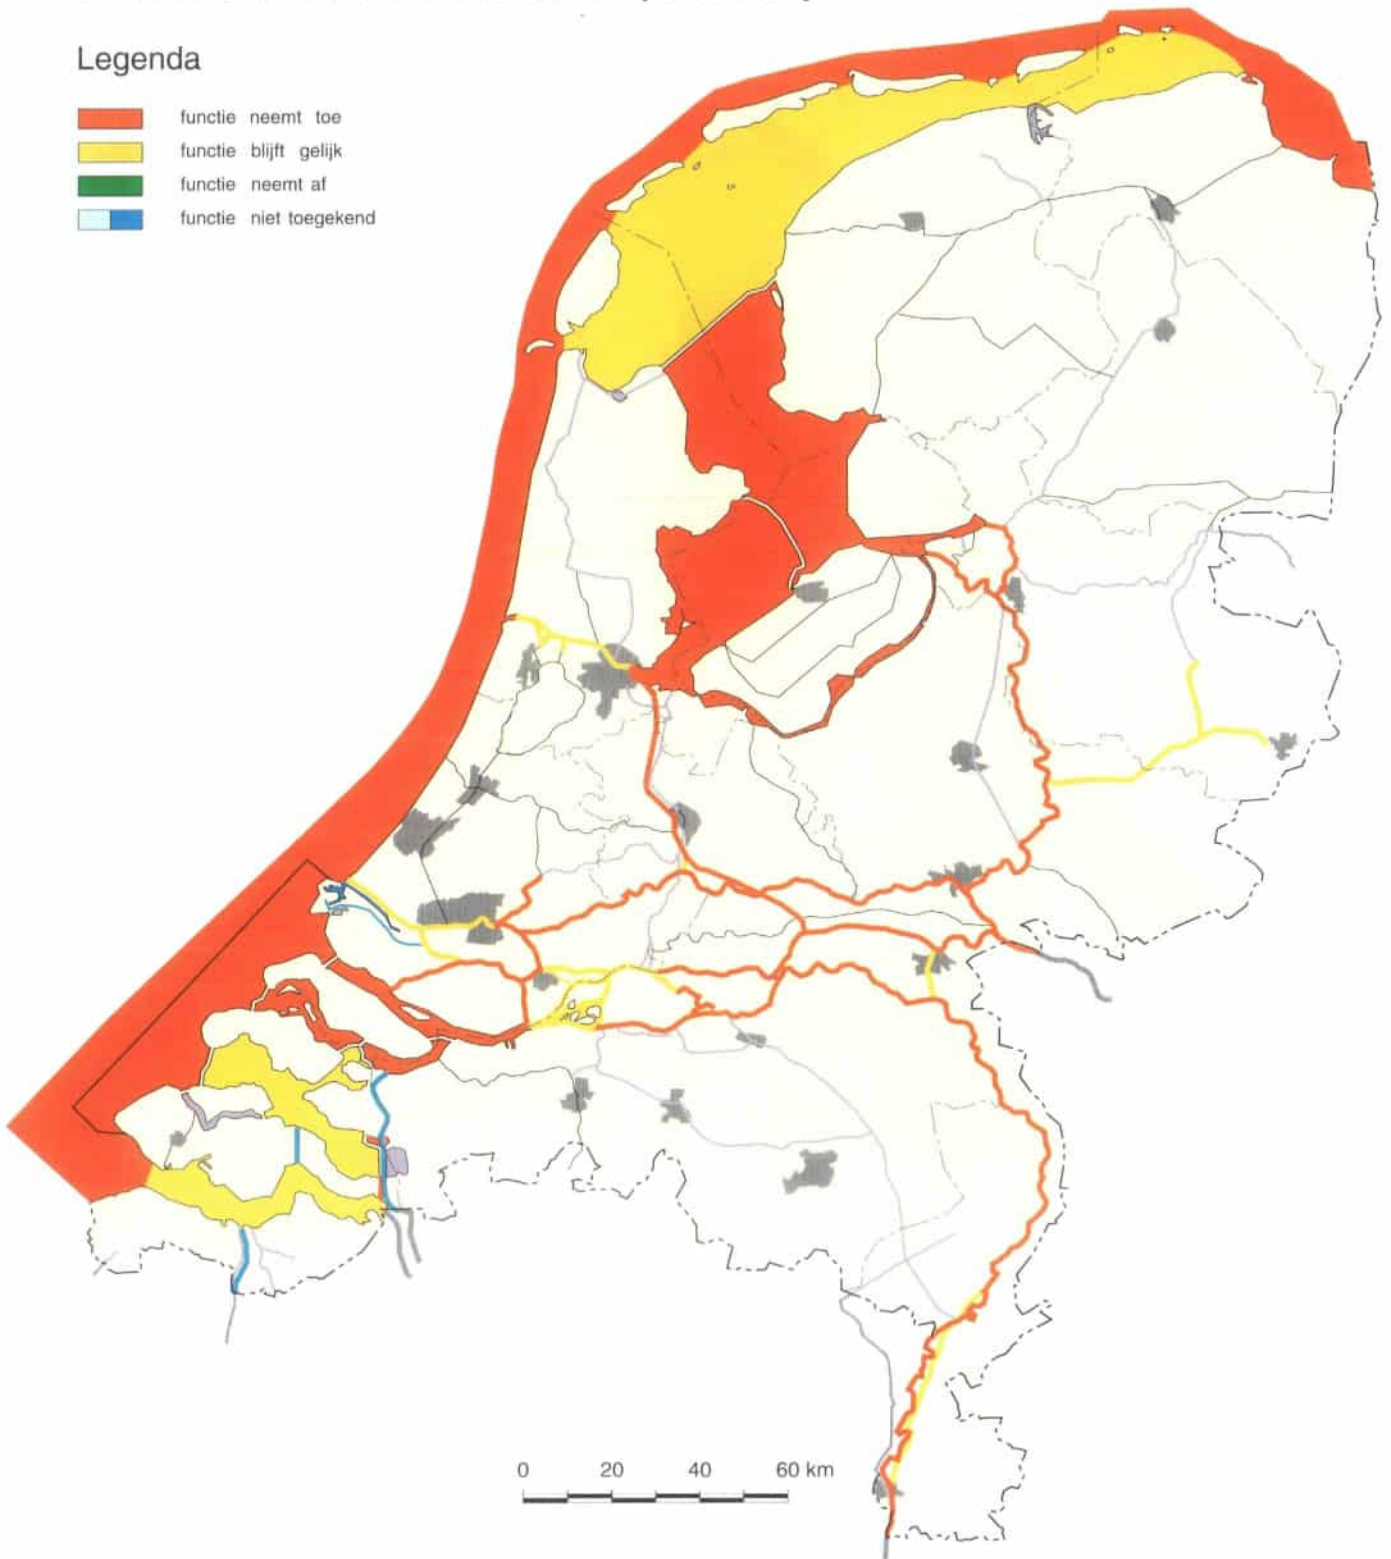 Legenda
functie neemt toe
functie blijft gelijk
functie neemt af
functie niet toegekend
0 20 40 60 km